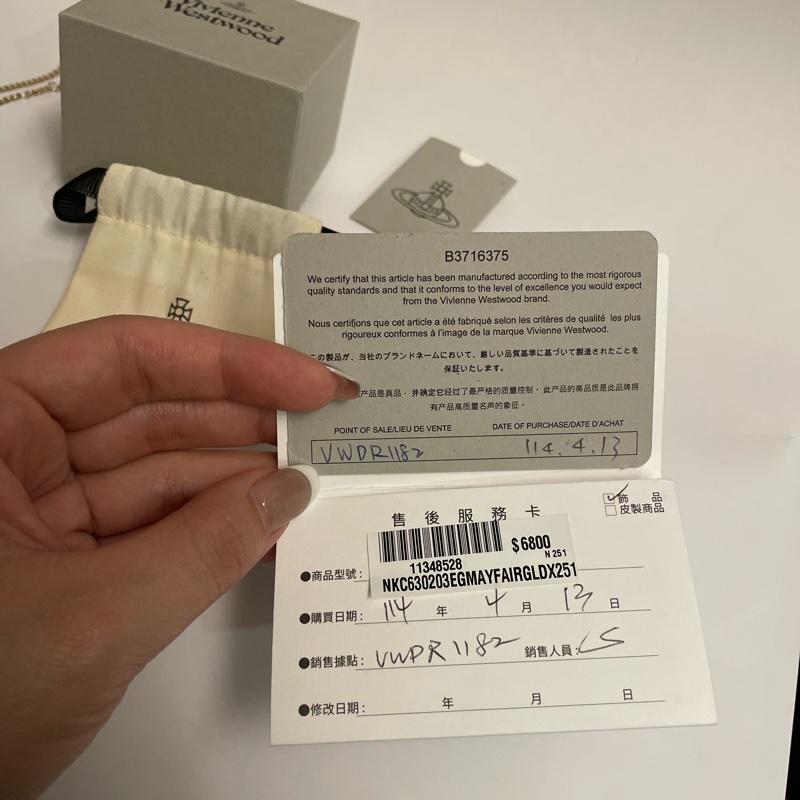 Vivienne
Westwood
B3716375
We certify that this article has been manufactured according to the most rigorous
quality standards and that it conforms to the level of excellence you would expect
from the Vivienne Westwood brand.
Nous certifions que cet article a été fabriqué selon les critères de qualité les plus
rigoureux conformes à l'image de la marque Vivienne Westwood.
この製品が、当社のブランドネームにおいて、厳しい品質基準に基づいて製造されたことを
保証いたします。
产品是真品。并确定它经过了最严格的质量控制。此产品的高品质是此品牌拥
有产品高质量名声的象征。
POINT OF SALE/LIEU DE VENTE DATE OF PURCHASE/DATE D'ACHAT
VWDR1182 114.4.13
售後服務卡
飾品
皮製商品
$6800
N 251
11348528
●商品型號: NKC630203EGMAYFAIRGLDX251
●購買日期: 114 年 4 月 13 日
●銷售據點: VWDR1182 銷售人員:
●修改日期: 年 月 日